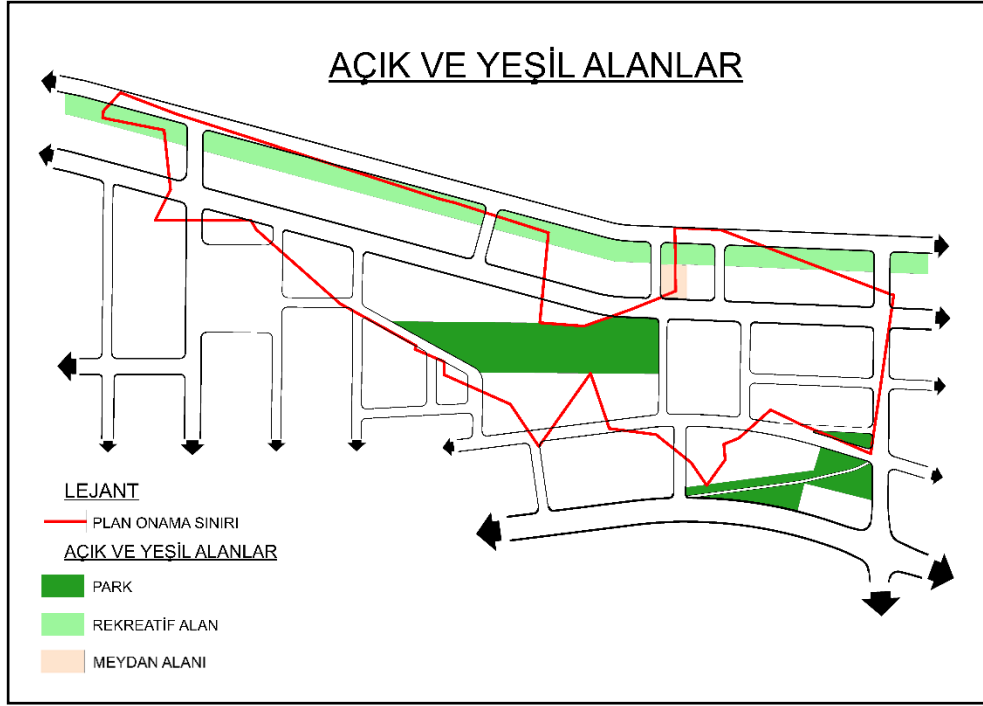 AÇIK VE YEŞİL ALANLAR
LEJANT
PLAN ONAMA SINIRI
AÇIK VE YEŞİL ALANLAR
PARK
REKREATİF ALAN
MEYDAN ALANI